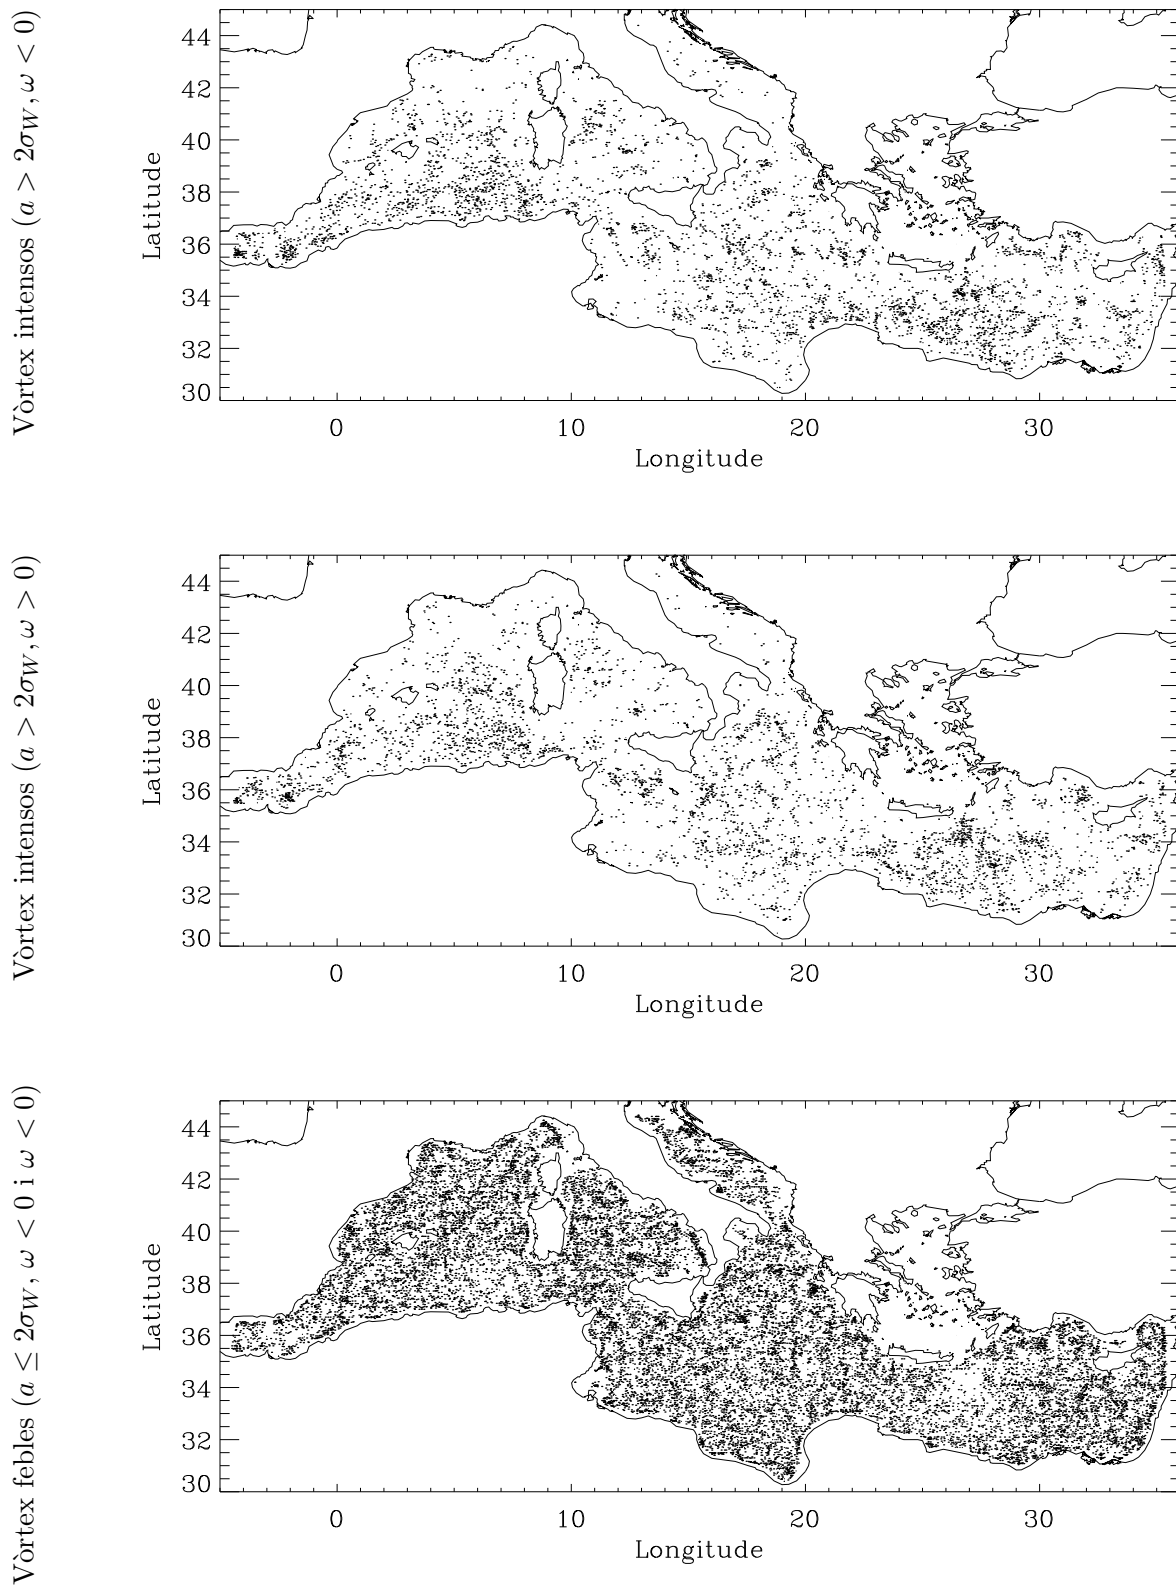 Vòrtex intensos (a > 2σ_W, ω < 0)
Latitude
44
42
40
38
36
34
32
30
0 10 20 30
Longitude
Vòrtex intensos (a > 2σ_W, ω > 0)
Latitude
44
42
40
38
36
34
32
30
0 10 20 30
Longitude
Vòrtex febles (a ≤ 2σ_W, ω < 0 i ω < 0)
Latitude
44
42
40
38
36
34
32
30
0 10 20 30
Longitude